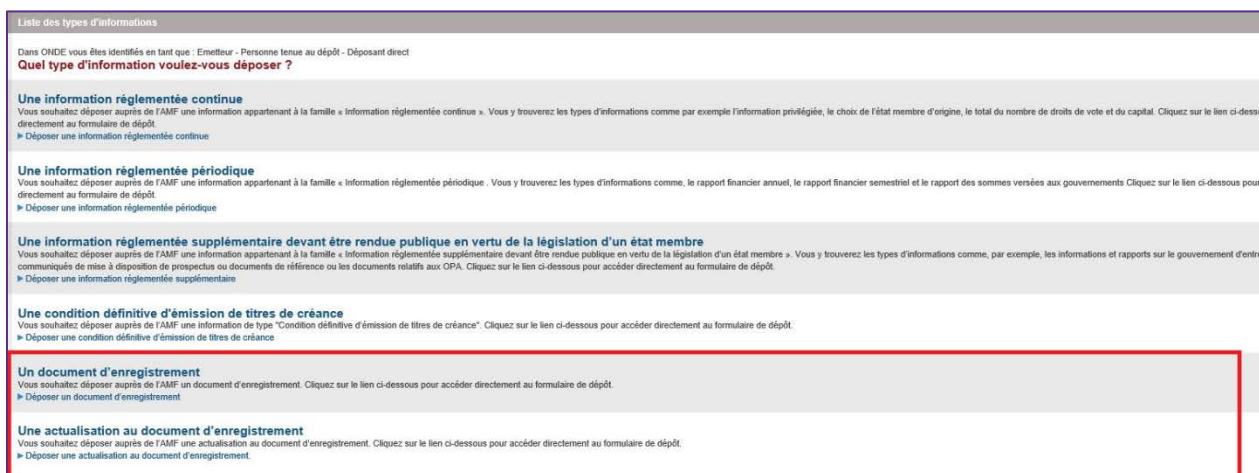 Liste des types d'informations
Dans ONDE vous êtes identifiés en tant que : Emetteur - Personne tenue au dépôt - Déposant direct
Quel type d'information voulez-vous déposer ?
Une information réglementée continue
Vous souhaitez déposer auprès de l'AMF une information appartenant à la famille « Information réglementée continue ». Vous y trouverez les types d'informations comme par exemple l'information privilégiée, le choix de l'état membre d'origine, le total du nombre de droits de vote et du capital. Cliquez sur le lien ci-dess
directement au formulaire de dépôt.
► Déposer une information réglementée continue
Une information réglementée périodique
Vous souhaitez déposer auprès de l'AMF une information appartenant à la famille « Information réglementée périodique . Vous y trouverez les types d'informations comme, le rapport financier annuel, le rapport financier semestriel et le rapport des sommes versées aux gouvernements Cliquez sur le lien ci-dessous pour
directement au formulaire de dépôt.
► Déposer une information réglementée périodique
Une information réglementée supplémentaire devant être rendue publique en vertu de la législation d'un état membre
Vous souhaitez déposer auprès de l'AMF une information appartenant à la famille « Information réglementée supplémentaire devant être rendue publique en vertu de la législation d'un état membre ». Vous y trouverez les types d'informations comme, par exemple, les informations et rapports sur le gouvernement d'entre
communiqués de mise à disposition de prospectus ou documents de référence ou les documents relatifs aux OPA. Cliquez sur le lien ci-dessous pour accéder directement au formulaire de dépôt.
► Déposer une information réglementée supplémentaire
Une condition définitive d'émission de titres de créance
Vous souhaitez déposer auprès de l'AMF une information de type "Condition définitive d'émission de titres de créance". Cliquez sur le lien ci-dessous pour accéder directement au formulaire de dépôt.
► Déposer une condition définitive d'émission de titres de créance
Un document d'enregistrement
Vous souhaitez déposer auprès de l'AMF un document d'enregistrement. Cliquez sur le lien ci-dessous pour accéder directement au formulaire de dépôt.
► Déposer un document d'enregistrement
Une actualisation au document d'enregistrement
Vous souhaitez déposer auprès de l'AMF une actualisation au document d'enregistrement. Cliquez sur le lien ci-dessous pour accéder directement au formulaire de dépôt.
► Déposer une actualisation au document d'enregistrement